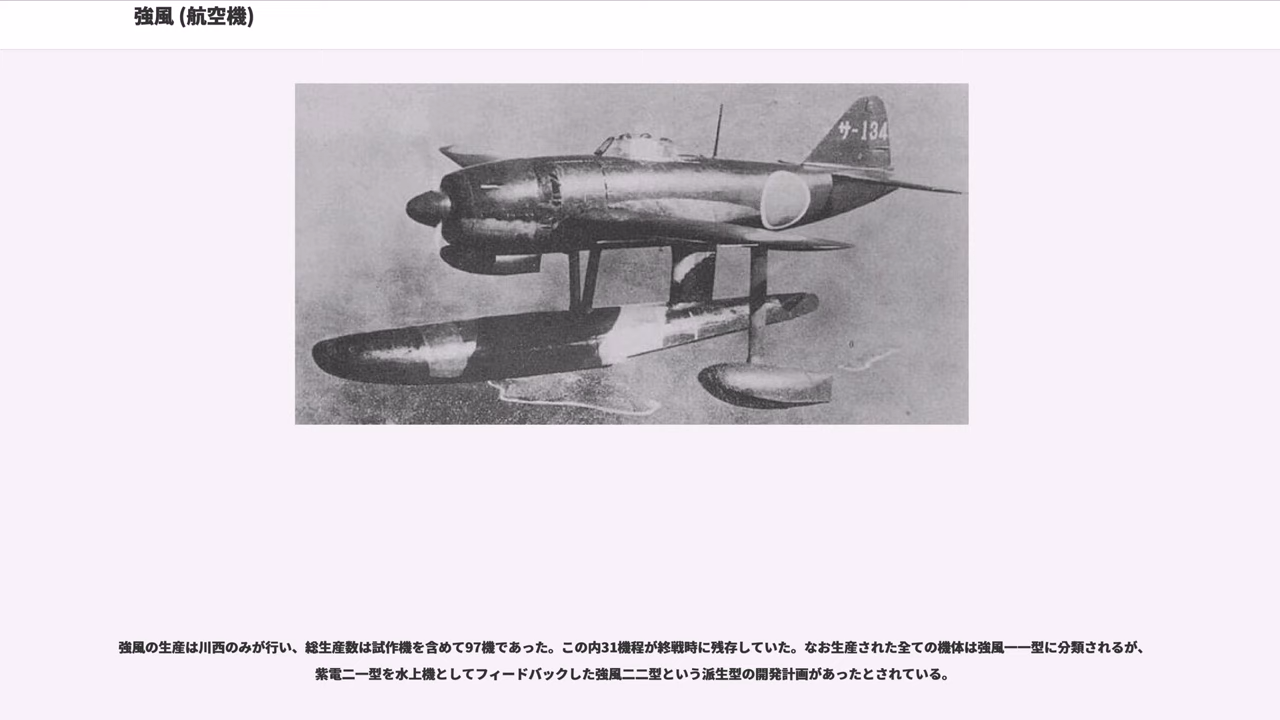 強風 (航空機)
サ-134
強風の生産は川西のみが行い、総生産数は試作機を含めて97機であった。この内31機程が終戦時に残存していた。なお生産された全ての機体は強風一一型に分類されるが、
紫電二一型を水上機としてフィードバックした強風二二型という派生型の開発計画があったとされている。